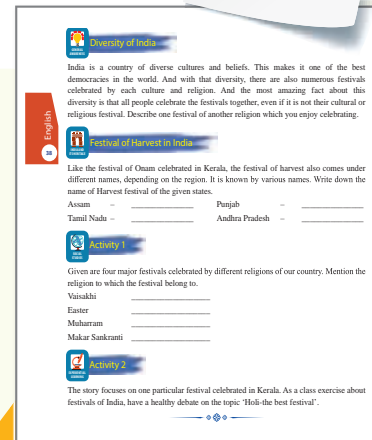 Diversity of India
India is a country of diverse cultures and beliefs. This makes it one of the best
democracies in the world. And with that diversity, there are also numerous festivals
celebrated by each culture and religion. And the most amazing fact about this
diversity is that all people celebrate the festivals together, even if it is not their cultural or
religious festival. Describe one festival of another religion which you enjoying celebrating.
English
38
Festival of Harvest in India
Like the festival of Onam celebrated in Kerala, the festival of harvest also comes under
different names, depending on the region. It is known by various names. Write down the
name of Harvest festival of the given states.
Assam – ______________ Punjab – ______________
Tamil Nadu – ______________ Andhra Pradesh – ______________
Activity 1
Given are four major festivals celebrated by different religions of our country. Mention the
religion to which the festival belong to.
Vaisakhi __________________
Easter __________________
Muharram __________________
Makar Sankranti __________________
Activity 2
The story focuses on one particular festival celebrated in Kerala. As a class exercise about
festivals of India, have a healthy debate on the topic ‘Holi-the best festival’.